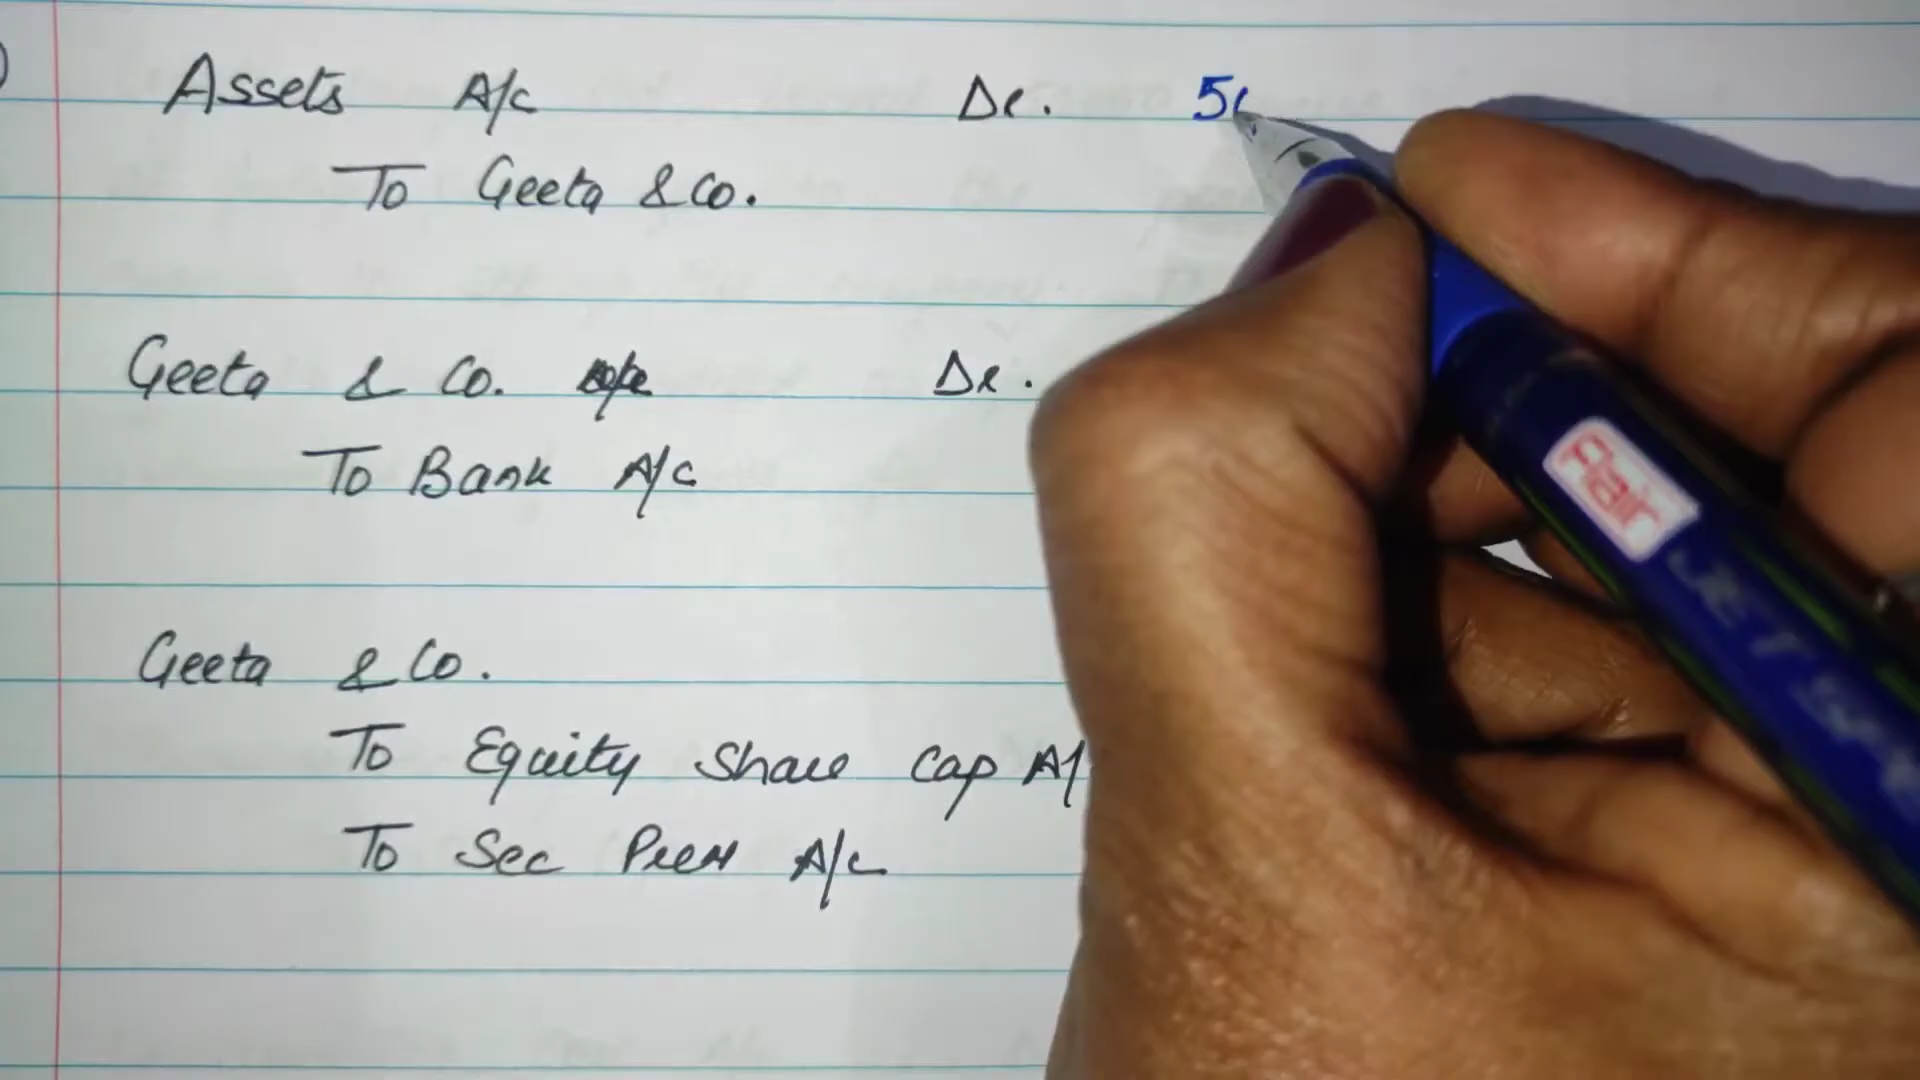 Assets A/c Dr. 5
To Geeta & Co.
Geeta & Co. Dr.
To Bank A/c
Geeta & Co.
To Equity Share Cap A/
To Sec Prem A/c
Flair